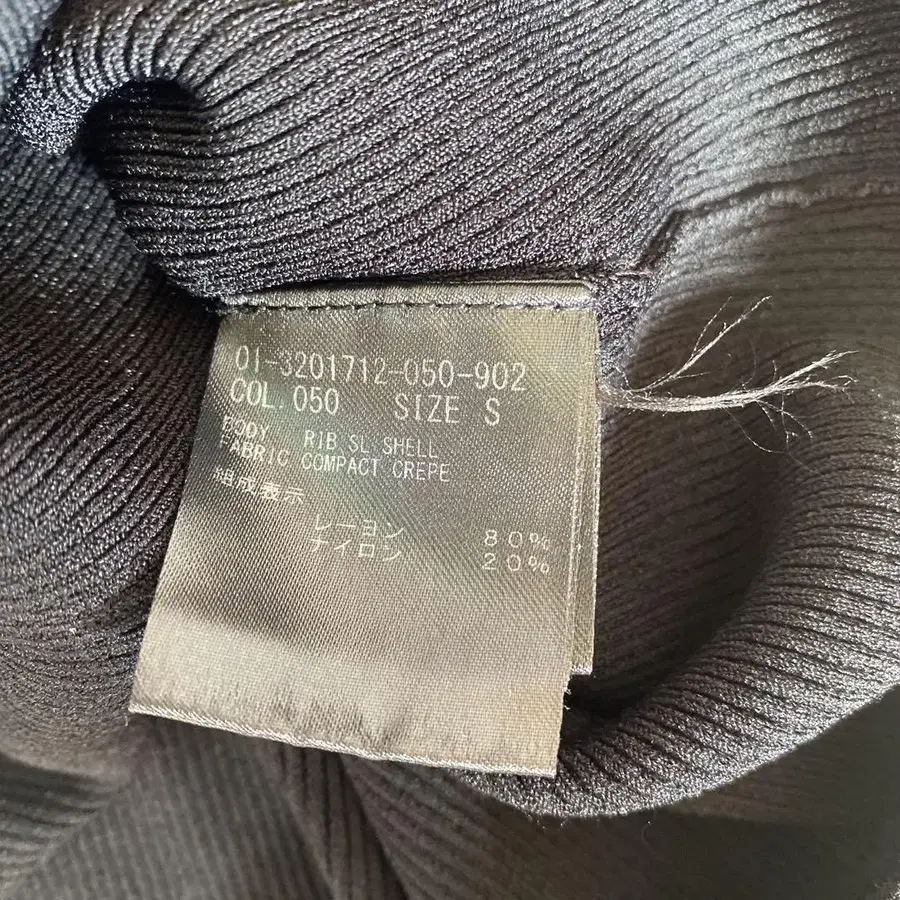 01-3201712-050-902
COL.050 SIZE S
BODY RIB SL SHELL
FABRIC COMPACT CREPE
組成表示
レーヨン 80%
ナイロン 20%